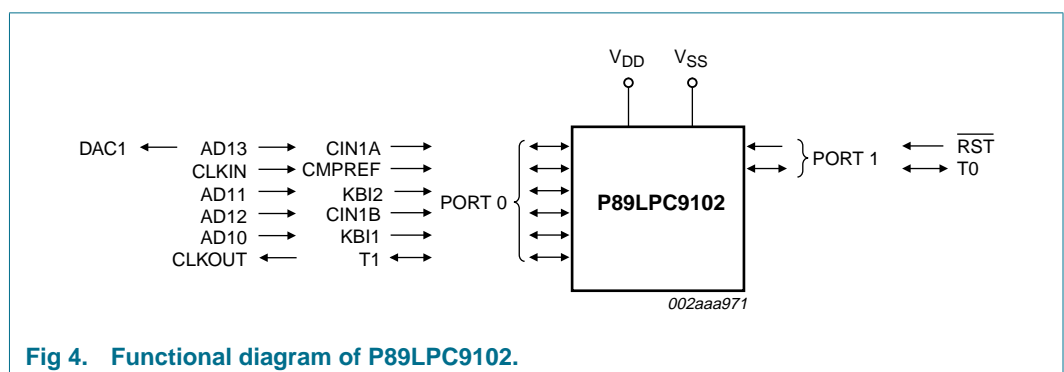 VDD VSS
DAC1 AD13 CIN1A RST
CLKIN CMPREF PORT 1 T0
AD11 KBI2
AD12 CIN1B PORT 0 P89LPC9102
AD10 KBI1
CLKOUT T1
002aaa971
Fig 4. Functional diagram of P89LPC9102.